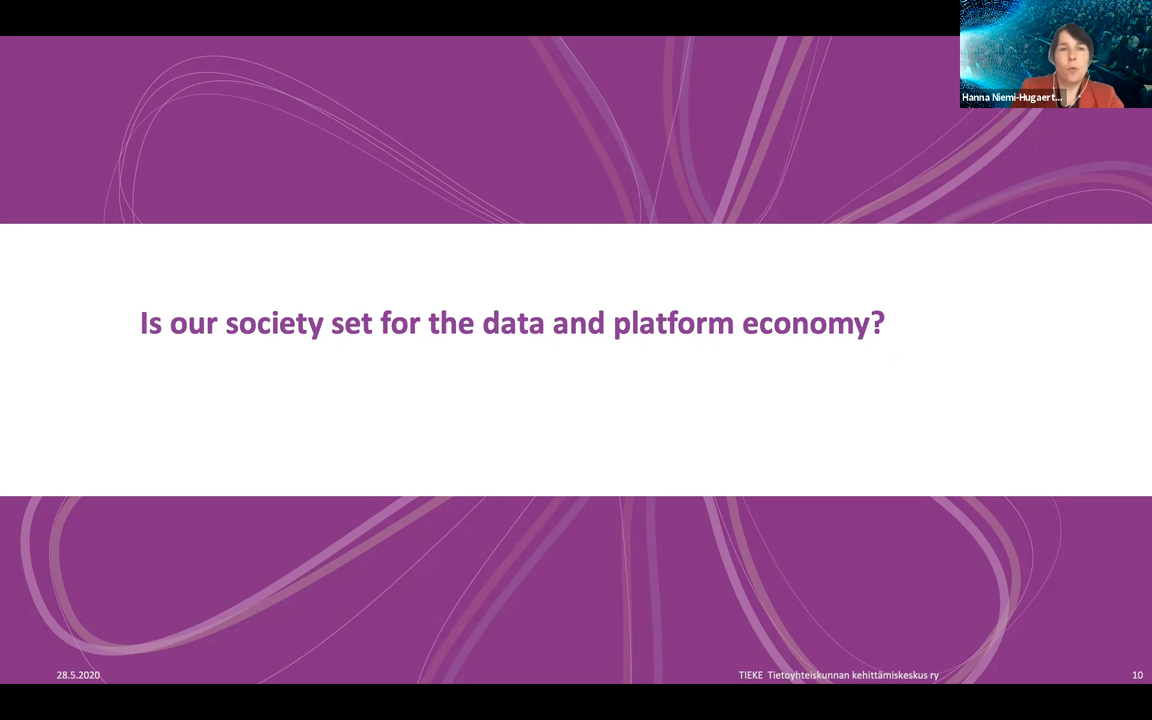 Hanna Niemi-Hugaert...
Is our society set for the data and platform economy?
28.5.2020
TIEKE Tietoyhteiskunnan kehittämiskeskus ry
10